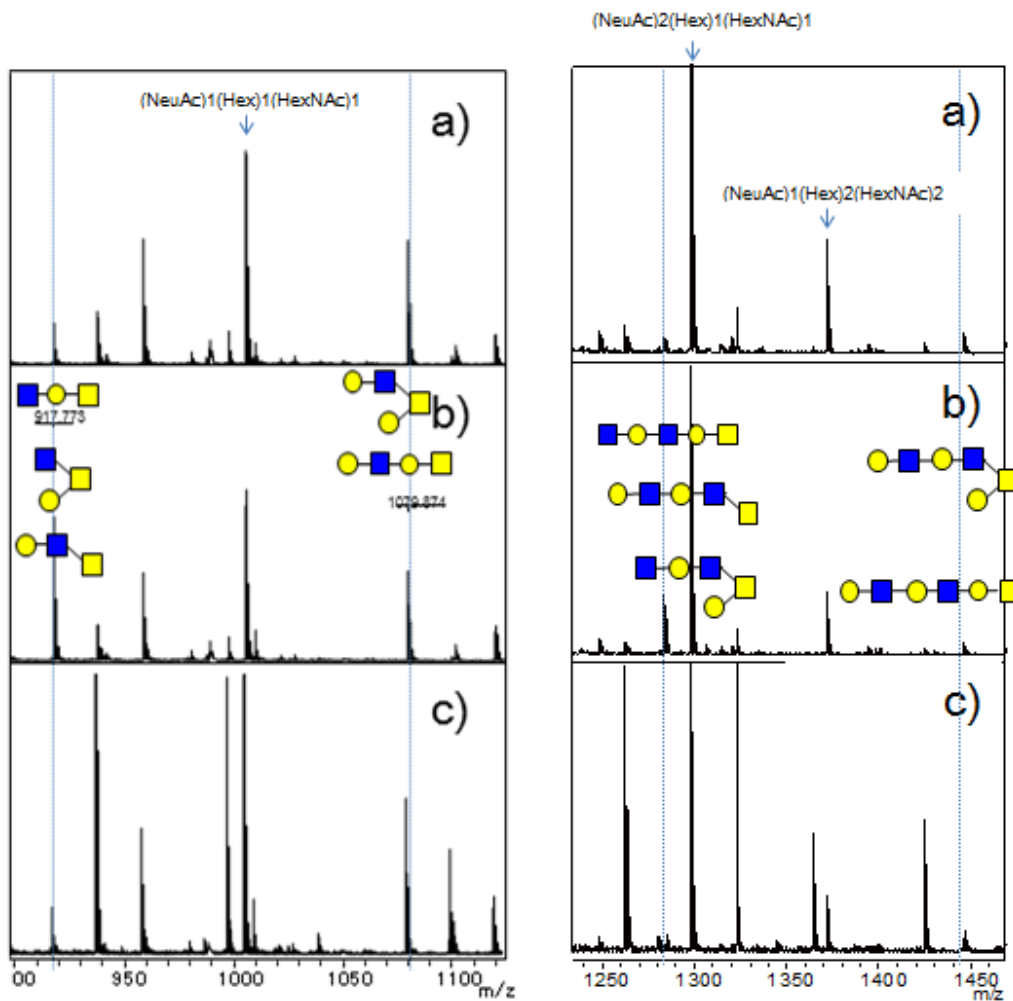 (NeuAc)2(Hex)1(HexNAc)1
(NeuAc)1(Hex)1(HexNAc)1
a)
a)
(NeuAc)1(Hex)2(HexNAc)2
b)
917.773
1079.874
b)
c)
c)
00 950 1000 1050 1100 m/z
1250 1300 1350 1400 1450 m/z